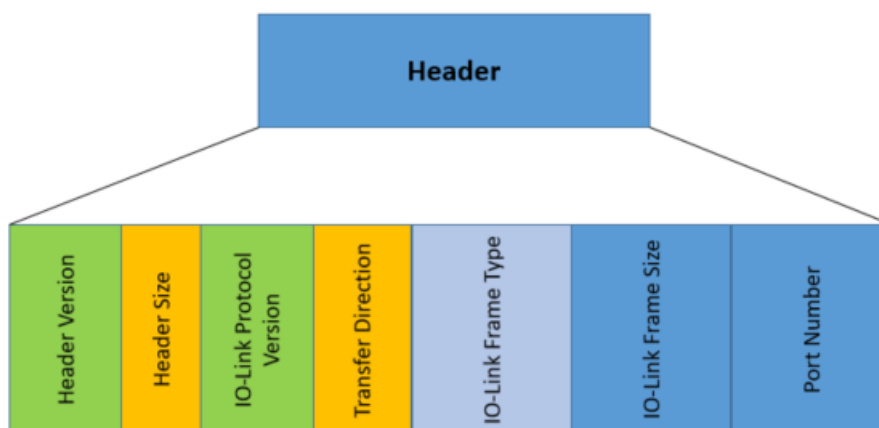 Header
Header Version
Header Size
IO-Link Protocol
Version
Transfer Direction
IO-Link Frame Type
IO-Link Frame Size
Port Number